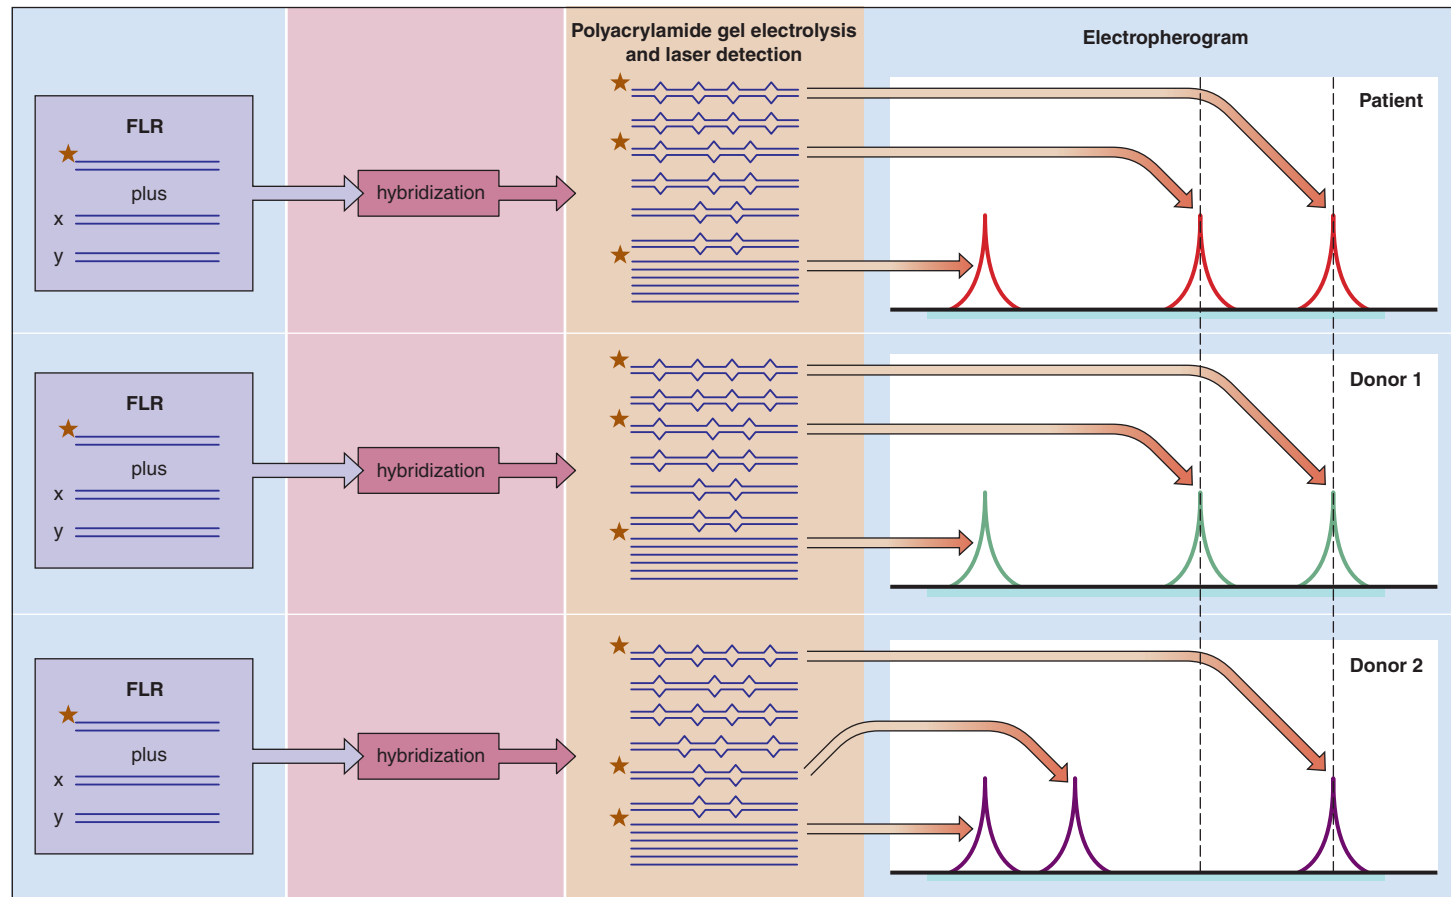 Polyacrylamide gel electrolysis
and laser detection
Electropherogram
FLR
plus
x
y
hybridization
Patient
FLR
plus
x
y
hybridization
Donor 1
FLR
plus
x
y
hybridization
Donor 2